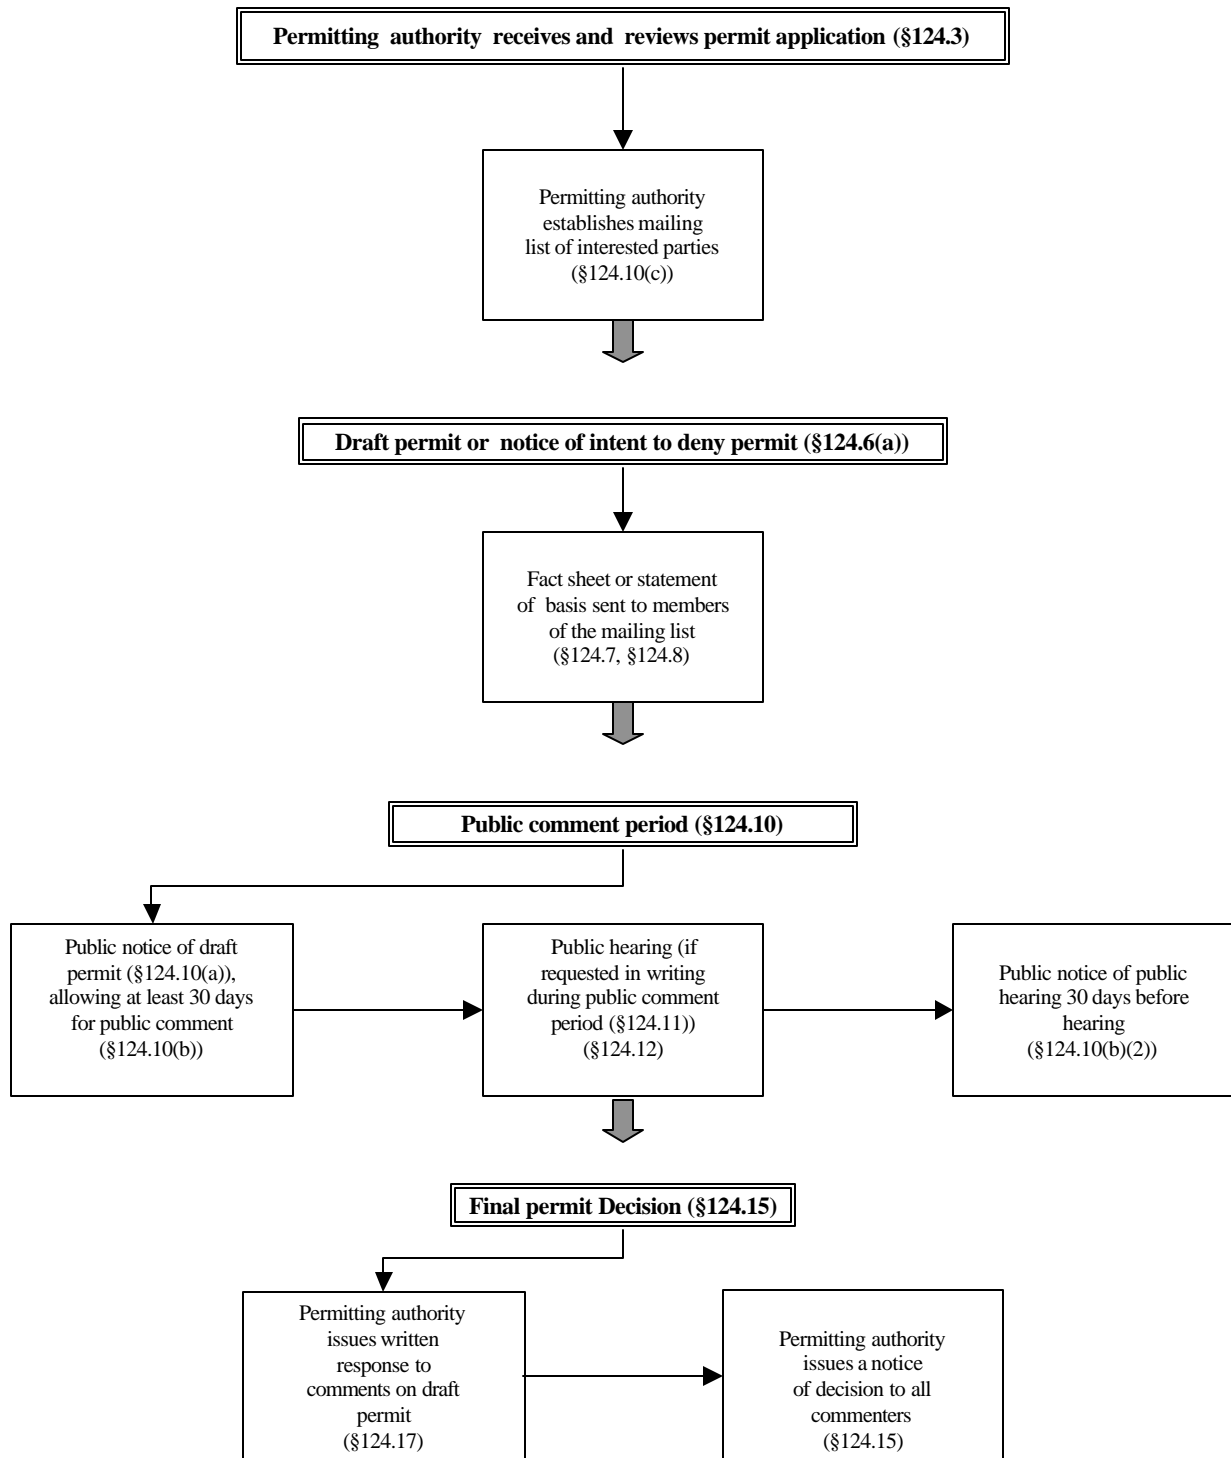 Permitting authority receives and reviews permit application (§124.3)
Permitting authority
establishes mailing
list of interested parties
(§124.10(c))
Draft permit or notice of intent to deny permit (§124.6(a))
Fact sheet or statement
of basis sent to members
of the mailing list
(§124.7, §124.8)
Public comment period (§124.10)
Public notice of draft
permit (§124.10(a)),
allowing at least 30 days
for public comment
(§124.10(b))
Public hearing (if
requested in writing
during public comment
period (§124.11))
(§124.12)
Public notice of public
hearing 30 days before
hearing
(§124.10(b)(2))
Final permit Decision (§124.15)
Permitting authority
issues written
response to
comments on draft
permit
(§124.17)
Permitting authority
issues a notice
of decision to all
commenters
(§124.15)